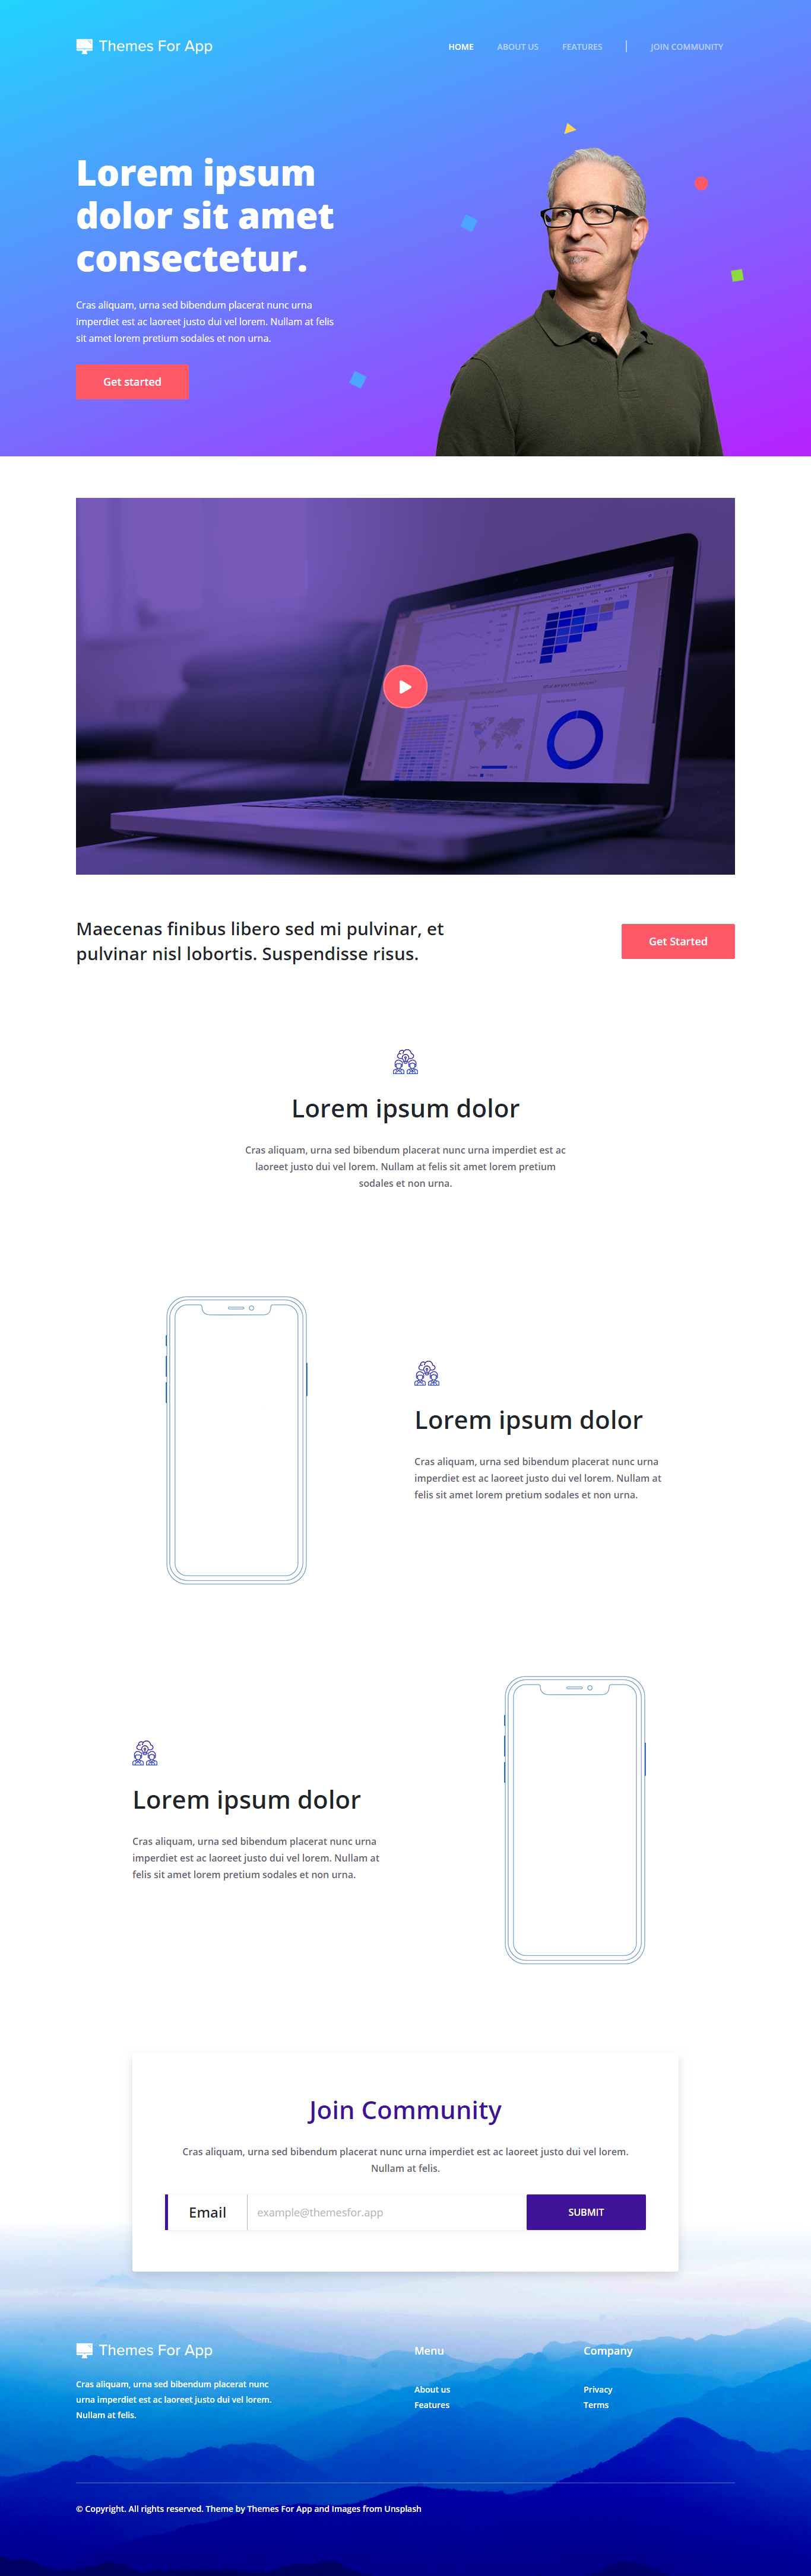 Themes For App
HOME ABOUT US FEATURES JOIN COMMUNITY
Lorem ipsum
dolor sit amet
consectetur.
Cras aliquam, urna sed bibendum placerat nunc urna
imperdiet est ac laoreet justo dui vel lorem. Nullam at felis
sit amet lorem pretium sodales et non urna.
Get started
Maecenas finibus libero sed mi pulvinar, et
pulvinar nisl lobortis. Suspendisse risus.
Get Started
Lorem ipsum dolor
Cras aliquam, urna sed bibendum placerat nunc urna imperdiet est ac
laoreet justo dui vel lorem. Nullam at felis sit amet lorem pretium
sodales et non urna.
Lorem ipsum dolor
Cras aliquam, urna sed bibendum placerat nunc urna
imperdiet est ac laoreet justo dui vel lorem. Nullam at
felis sit amet lorem pretium sodales et non urna.
Lorem ipsum dolor
Cras aliquam, urna sed bibendum placerat nunc urna
imperdiet est ac laoreet justo dui vel lorem. Nullam at
felis sit amet lorem pretium sodales et non urna.
Join Community
Cras aliquam, urna sed bibendum placerat nunc urna imperdiet est ac laoreet justo dui vel lorem.
Nullam at felis.
Email example@themesfor.app SUBMIT
Themes For App
Cras aliquam, urna sed bibendum placerat nunc
urna imperdiet est ac laoreet justo dui vel lorem.
Nullam at felis.
Menu
About us
Features
Company
Privacy
Terms
© Copyright. All rights reserved. Theme by Themes For App and Images from Unsplash